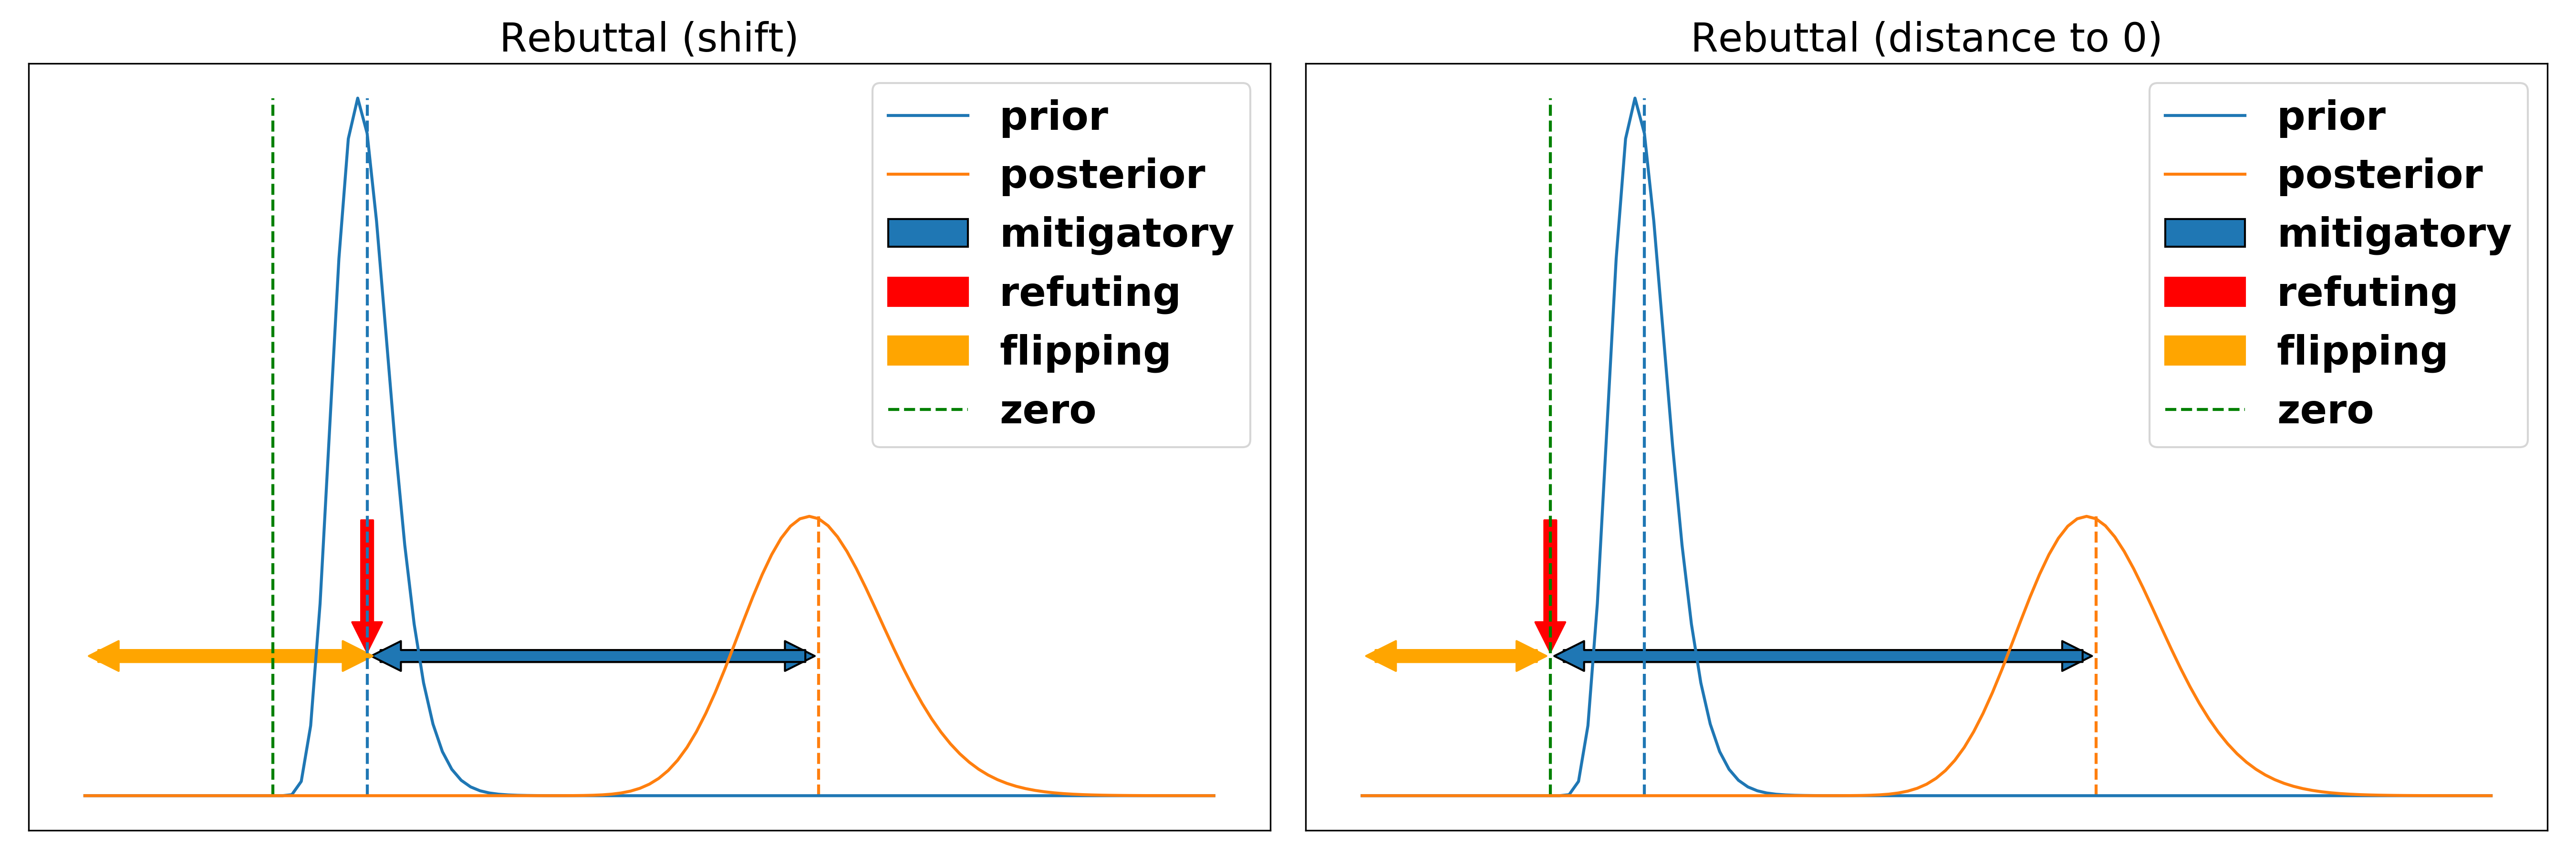 Rebuttal (shift)
prior
posterior
mitigatory
refuting
flipping
zero
Rebuttal (distance to 0)
prior
posterior
mitigatory
refuting
flipping
zero